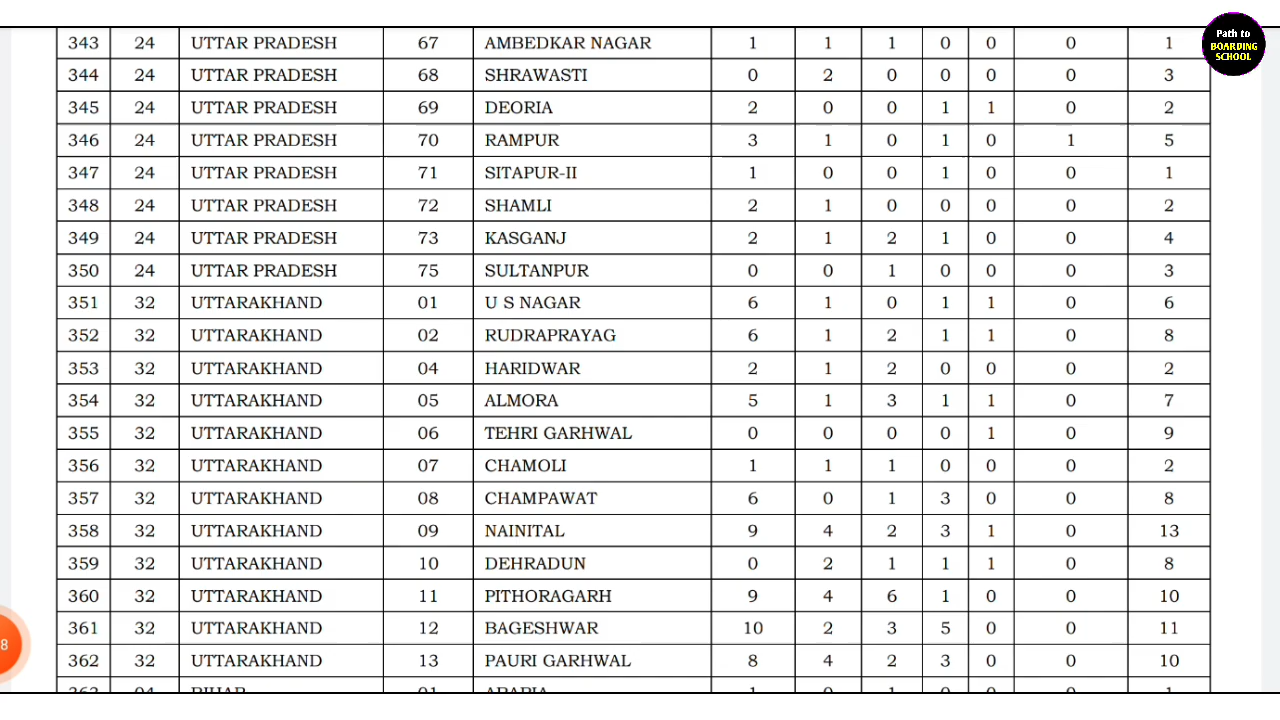 Path to
BOARDING
SCHOOL
343 24 UTTAR PRADESH 67 AMBEDKAR NAGAR 1 1 1 0 0 0 1
344 24 UTTAR PRADESH 68 SHRAWASTI 0 2 0 0 0 0 3
345 24 UTTAR PRADESH 69 DEORIA 2 0 0 1 1 0 2
346 24 UTTAR PRADESH 70 RAMPUR 3 1 0 1 0 1 5
347 24 UTTAR PRADESH 71 SITAPUR-II 1 0 0 1 0 0 1
348 24 UTTAR PRADESH 72 SHAMLI 2 1 0 0 0 0 2
349 24 UTTAR PRADESH 73 KASGANJ 2 1 2 1 0 0 4
350 24 UTTAR PRADESH 75 SULTANPUR 0 0 1 0 0 0 3
351 32 UTTARAKHAND 01 U S NAGAR 6 1 0 1 1 0 6
352 32 UTTARAKHAND 02 RUDRAPRAYAG 6 1 2 1 1 0 8
353 32 UTTARAKHAND 04 HARIDWAR 2 1 2 0 0 0 2
354 32 UTTARAKHAND 05 ALMORA 5 1 3 1 1 0 7
355 32 UTTARAKHAND 06 TEHRI GARHWAL 0 0 0 0 1 0 9
356 32 UTTARAKHAND 07 CHAMOLI 1 1 1 0 0 0 2
357 32 UTTARAKHAND 08 CHAMPAWAT 6 0 1 3 0 0 8
358 32 UTTARAKHAND 09 NAINITAL 9 4 2 3 1 0 13
359 32 UTTARAKHAND 10 DEHRADUN 0 2 1 1 1 0 8
360 32 UTTARAKHAND 11 PITHORAGARH 9 4 6 1 0 0 10
361 32 UTTARAKHAND 12 BAGESHWAR 10 2 3 5 0 0 11
8
362 32 UTTARAKHAND 13 PAURI GARHWAL 8 4 2 3 0 0 10